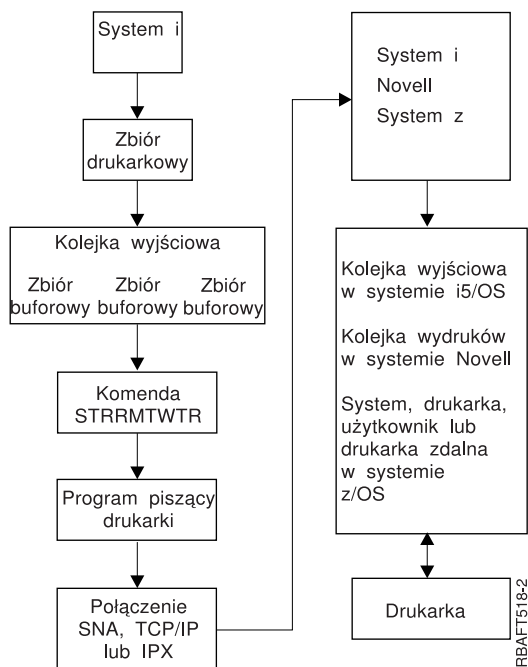 System i
Zbiór
drukarkowy
Kolejka wyjściowa
Zbiór Zbiór Zbiór
buforowy buforowy buforowy
Komenda
STRRMTWTR
Program piszący
drukarki
Połączenie
SNA, TCP/IP
lub IPX
System i
Novell
System z
Kolejka wyjściowa
w systemie i5/OS
Kolejka wydruków
w systemie Novell
System, drukarka,
użytkownik lub
drukarka zdalna
w systemie
z/OS
Drukarka
RBAFT518-2